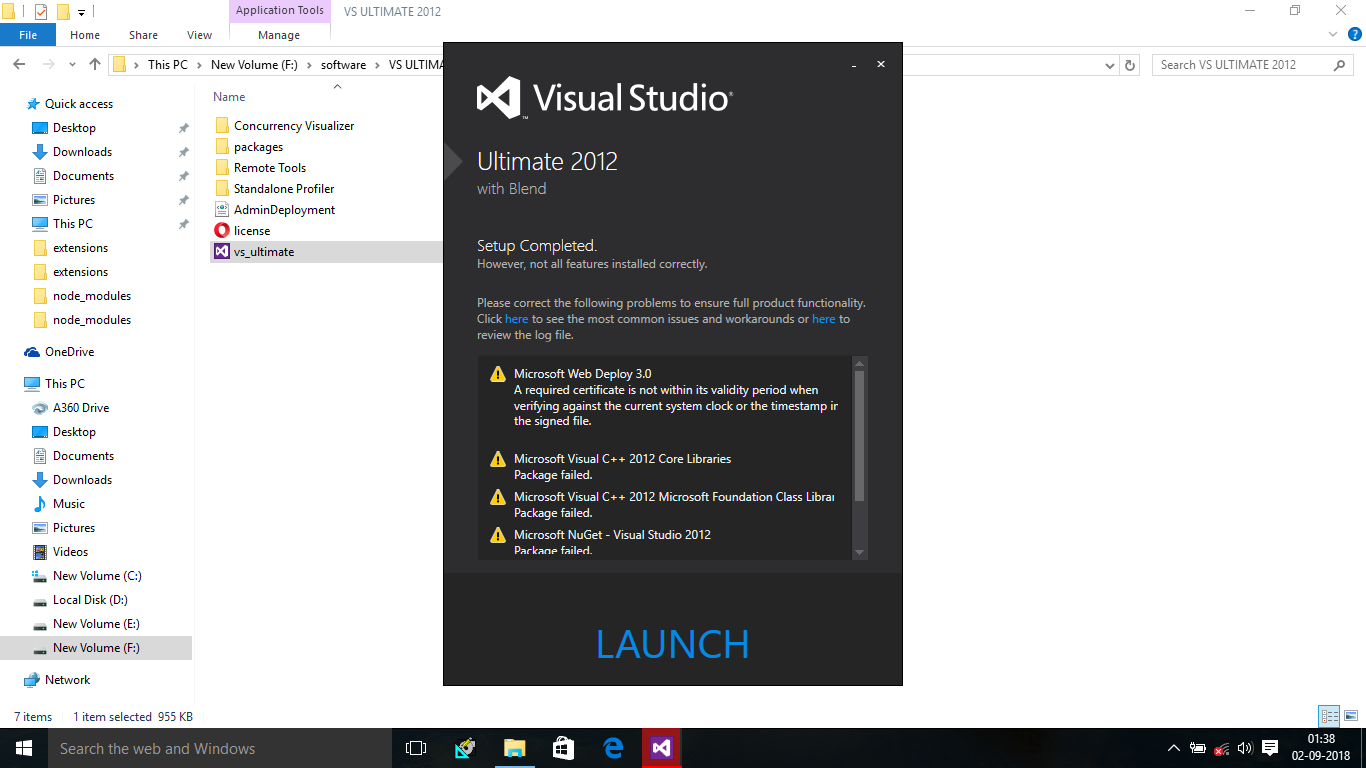 Application Tools
VS ULTIMATE 2012
File
Home
Share
View
Manage
This PC
New Volume (F:)
software
VS ULTIMA
Search VS ULTIMATE 2012
Quick access
Desktop
Downloads
Documents
Pictures
This PC
extensions
extensions
node_modules
node_modules
OneDrive
This PC
A360 Drive
Desktop
Documents
Downloads
Music
Pictures
Videos
New Volume (C:)
Local Disk (D:)
New Volume (E:)
New Volume (F:)
Network
Name
Concurrency Visualizer
packages
Remote Tools
Standalone Profiler
AdminDeployment
license
vs_ultimate
Visual Studio®
™
Ultimate 2012
with Blend
Setup Completed.
However, not all features installed correctly.
Please correct the following problems to ensure full product functionality.
Click here to see the most common issues and workarounds or here to
review the log file.
Microsoft Web Deploy 3.0
A required certificate is not within its validity period when
verifying against the current system clock or the timestamp in
the signed file.
Microsoft Visual C++ 2012 Core Libraries
Package failed.
Microsoft Visual C++ 2012 Microsoft Foundation Class Librar
Package failed.
Microsoft NuGet - Visual Studio 2012
Package failed.
LAUNCH
7 items
1 item selected 955 KB
Search the web and Windows
01:38
02-09-2018